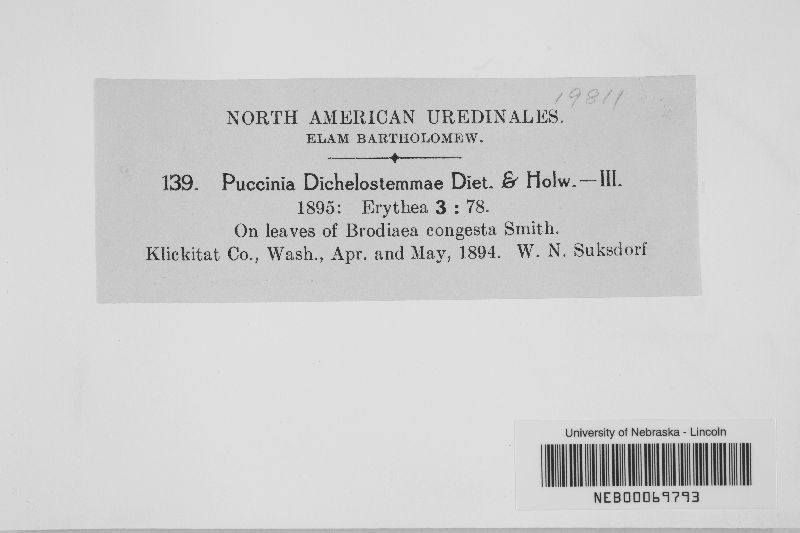 19811
NORTH AMERICAN UREDINALES.
ELAM BARTHOLOMEW.
139. Puccinia Dichelostemmae Diet. & Holw.—III.
1895: Erythea 3 : 78.
On leaves of Brodiaea congesta Smith.
Klickitat Co., Wash., Apr. and May, 1894. W. N. Suksdorf
University of Nebraska - Lincoln
NEB00069793